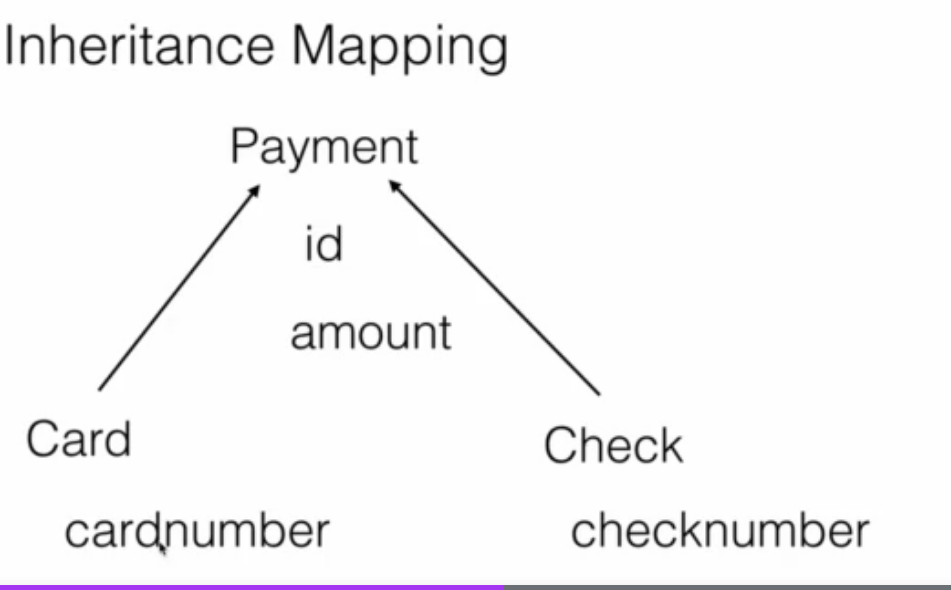 Inheritance Mapping
Payment
id
amount
Card
Check
cardnumber
checknumber